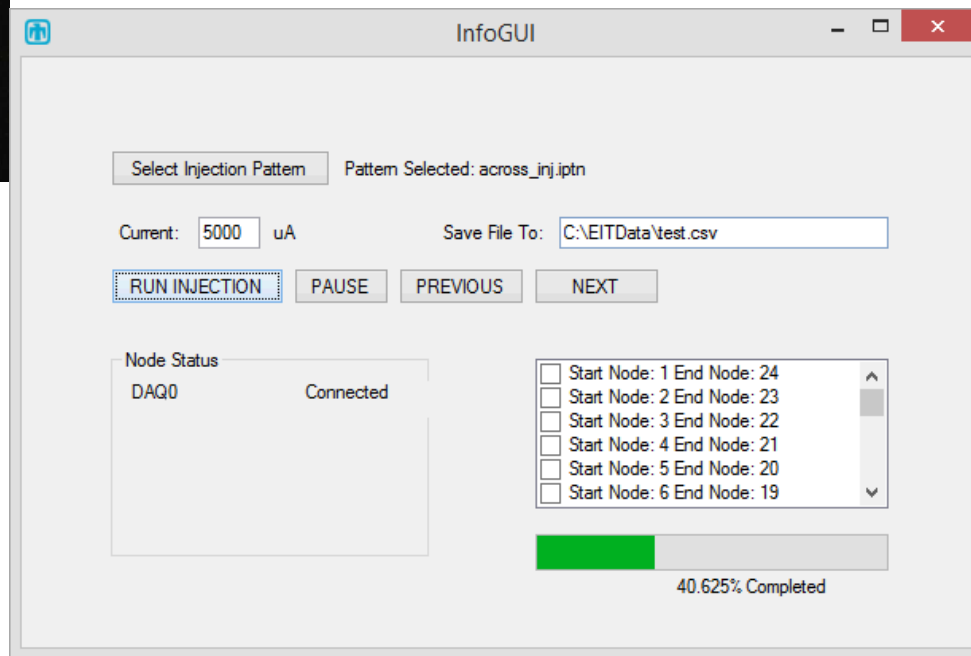 InfoGUI
Select Injection Pattern Pattern Selected: across_inj.iptn
Current: 5000 uA Save File To: C:\EITData\test.csv
RUN INJECTION PAUSE PREVIOUS NEXT
Node Status
DAQ0 Connected
Start Node: 1 End Node: 24
Start Node: 2 End Node: 23
Start Node: 3 End Node: 22
Start Node: 4 End Node: 21
Start Node: 5 End Node: 20
Start Node: 6 End Node: 19
40.625% Completed